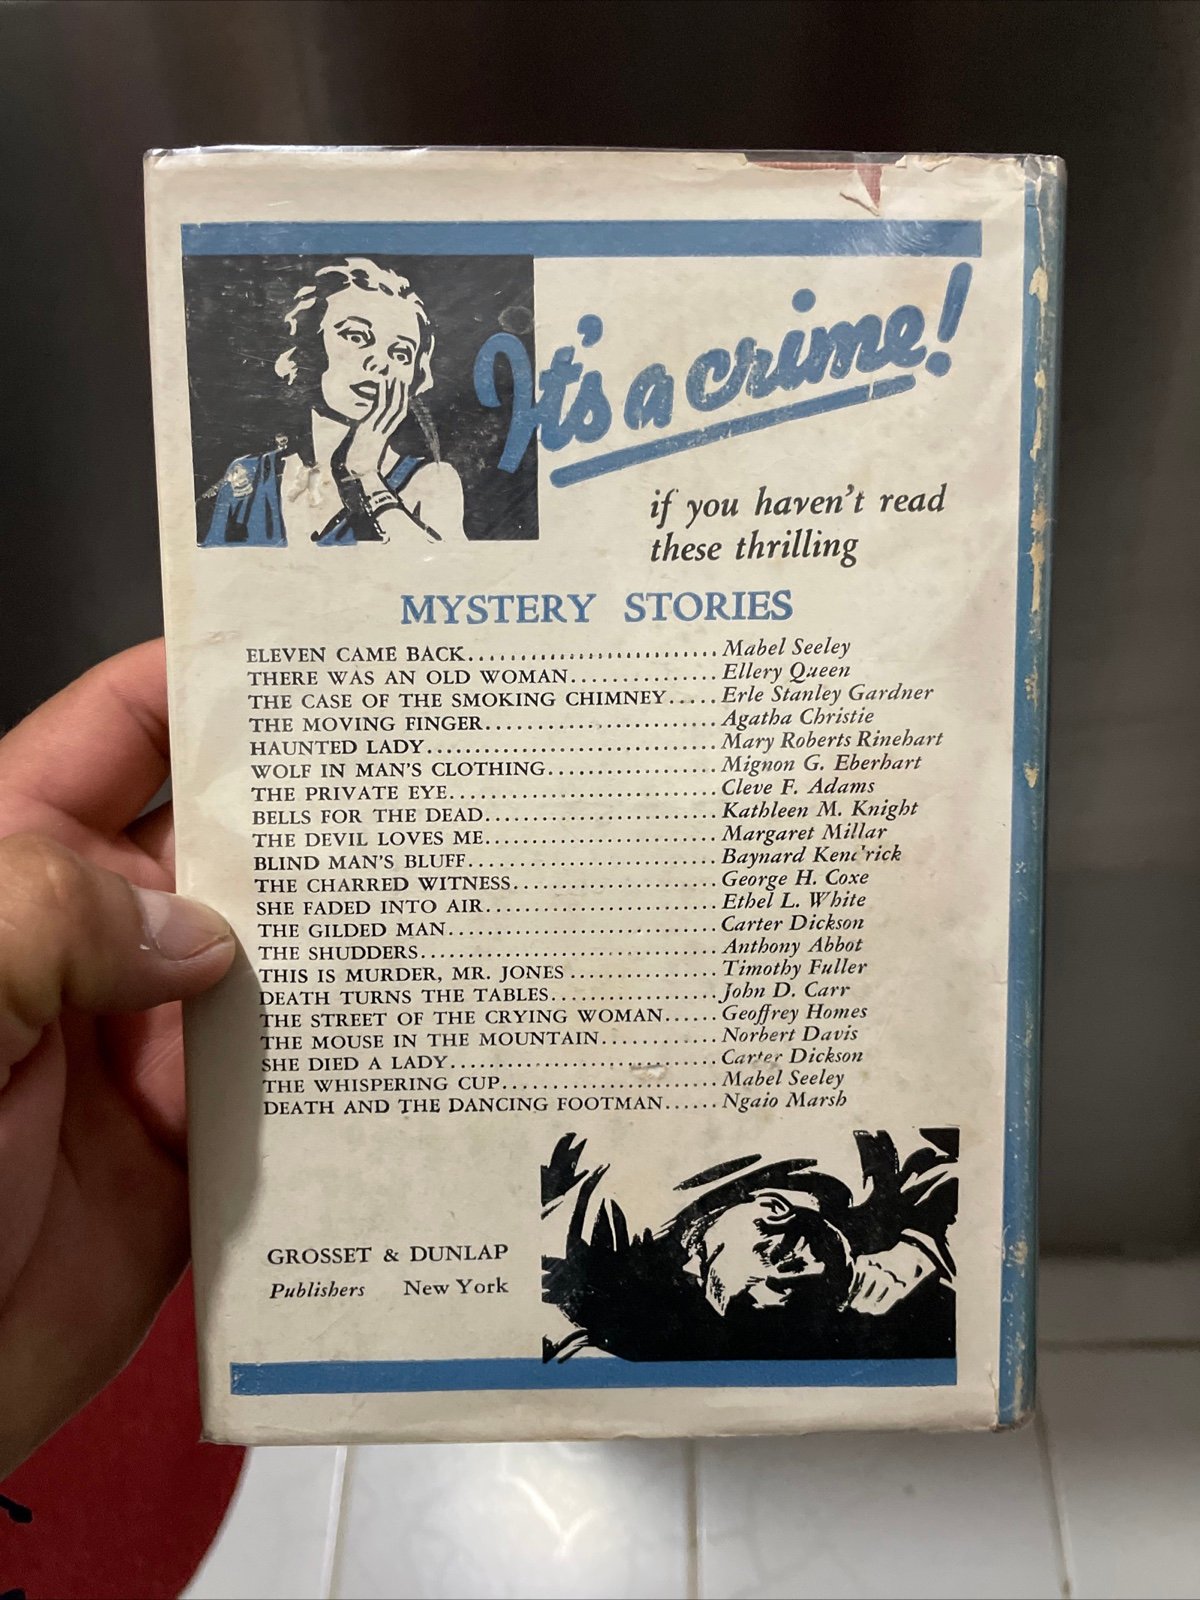 It's a crime!
if you haven't read
these thrilling
MYSTERY STORIES
ELEVEN CAME BACK............................Mabel Seeley
THERE WAS AN OLD WOMAN................Ellery Queen
THE CASE OF THE SMOKING CHIMNEY.....Erle Stanley Gardner
THE MOVING FINGER..........................Agatha Christie
HAUNTED LADY................................Mary Roberts Rinehart
WOLF IN MAN'S CLOTHING...................Mignon G. Eberhart
THE PRIVATE EYE..............................Cleve F. Adams
BELLS FOR THE DEAD..........................Kathleen M. Knight
THE DEVIL LOVES ME..........................Margaret Millar
BLIND MAN'S BLUFF............................Baynard Kendrick
THE CHARRED WITNESS.......................George H. Coxe
SHE FADED INTO AIR..........................Ethel L. White
THE GILDED MAN..............................Carter Dickson
THE SHUDDERS.................................Anthony Abbot
THIS IS MURDER, MR. JONES.................Timothy Fuller
DEATH TURNS THE TABLES...................John D. Carr
THE STREET OF THE CRYING WOMAN......Geoffrey Homes
THE MOUSE IN THE MOUNTAIN............Norbert Davis
SHE DIED A LADY..............................Carter Dickson
THE WHISPERING CUP........................Mabel Seeley
DEATH AND THE DANCING FOOTMAN......Ngaio Marsh
GROSSET & DUNLAP
Publishers New York